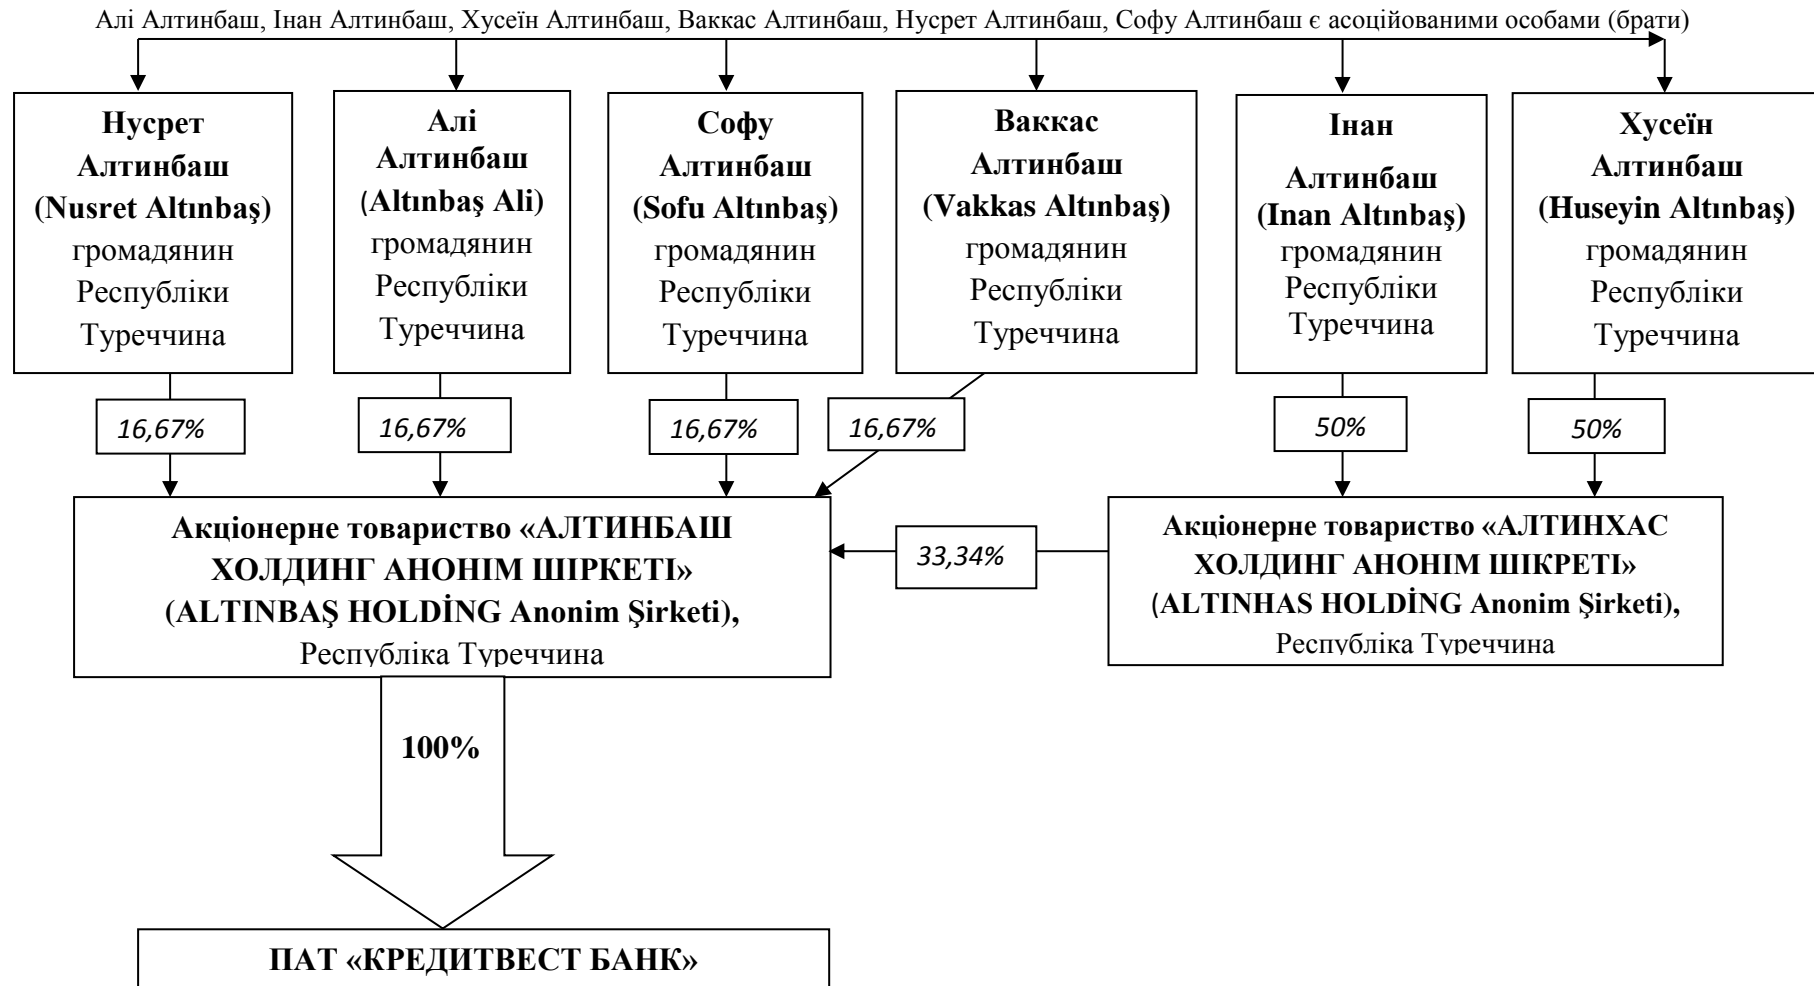 Алі Алтинбаш, Інан Алтинбаш, Хусеїн Алтинбаш, Ваккас Алтинбаш, Нусрет Алтинбаш, Софу Алтинбаш є асоційованими особами (брати)
Нусрет
Алтинбаш
(Nusret Altınbaş)
громадянин
Республіки
Туреччина
Алі
Алтинбаш
(Altınbaş Ali)
громадянин
Республіки
Туреччина
Софу
Алтинбаш
(Sofu Altınbaş)
громадянин
Республіки
Туреччина
Ваккас
Алтинбаш
(Vakkas Altınbaş)
громадянин
Республіки
Туреччина
Інан
Алтинбаш
(Inan Altınbaş)
громадянин
Республіки
Туреччина
Хусеїн
Алтинбаш
(Huseyin Altınbaş)
громадянин
Республіки
Туреччина
16,67%
16,67%
16,67%
16,67%
50%
50%
Акціонерне товариство «АЛТИНБАШ
ХОЛДИНГ АНОНІМ ШІРКЕТІ»
(ALTINBAŞ HOLDİNG Anonim Şirketi),
Республіка Туреччина
33,34%
Акціонерне товариство «АЛТИНХАС
ХОЛДИНГ АНОНІМ ШІКРЕТІ»
(ALTINHAS HOLDİNG Anonim Şirketi),
Республіка Туреччина
100%
ПАТ «КРЕДИТВЕСТ БАНК»